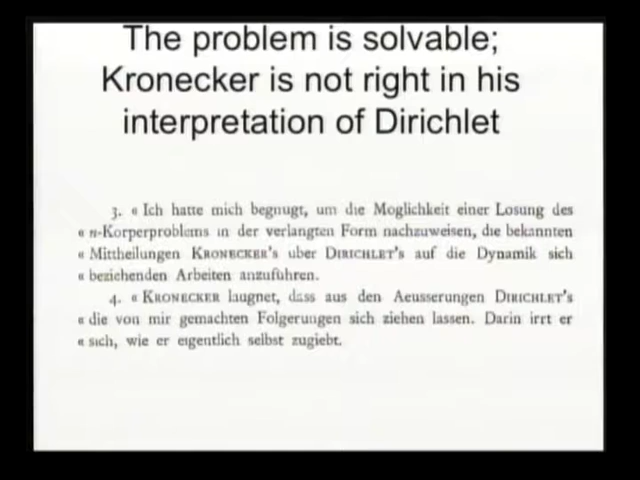 The problem is solvable;
Kronecker is not right in his
interpretation of Dirichlet
3. « Ich hatte mich begnugt, um die Moglichkeit einer Losung des
« n-Korperproblems in der verlangten Form nachzuweisen, die bekannten
« Mittheilungen KRONECKER'S uber DIRICHLET'S auf die Dynamik sich
« beziehenden Arbeiten anzufuhren.
4. « KRONECKER laugnet, dass aus den Aeusserungen DIRICHLET'S
« die von mir gemachten Folgerungen sich ziehen lassen. Darin irrt er
« sich, wie er eigentlich selbst zugiebt.